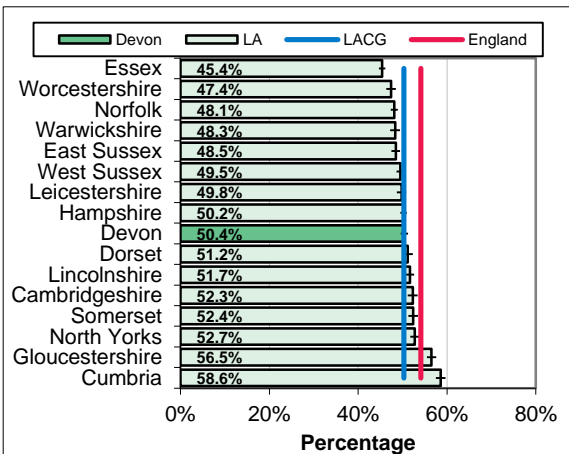 Devon LA LACG England
Essex 45.4%
Worcestershire 47.4%
Norfolk 48.1%
Warwickshire 48.3%
East Sussex 48.5%
West Sussex 49.5%
Leicestershire 49.8%
Hampshire 50.2%
Devon 50.4%
Dorset 51.2%
Lincolnshire 51.7%
Cambridgeshire 52.3%
Somerset 52.4%
North Yorks 52.7%
Gloucestershire 56.5%
Cumbria 58.6%
0% 20% 40% 60% 80%
Percentage